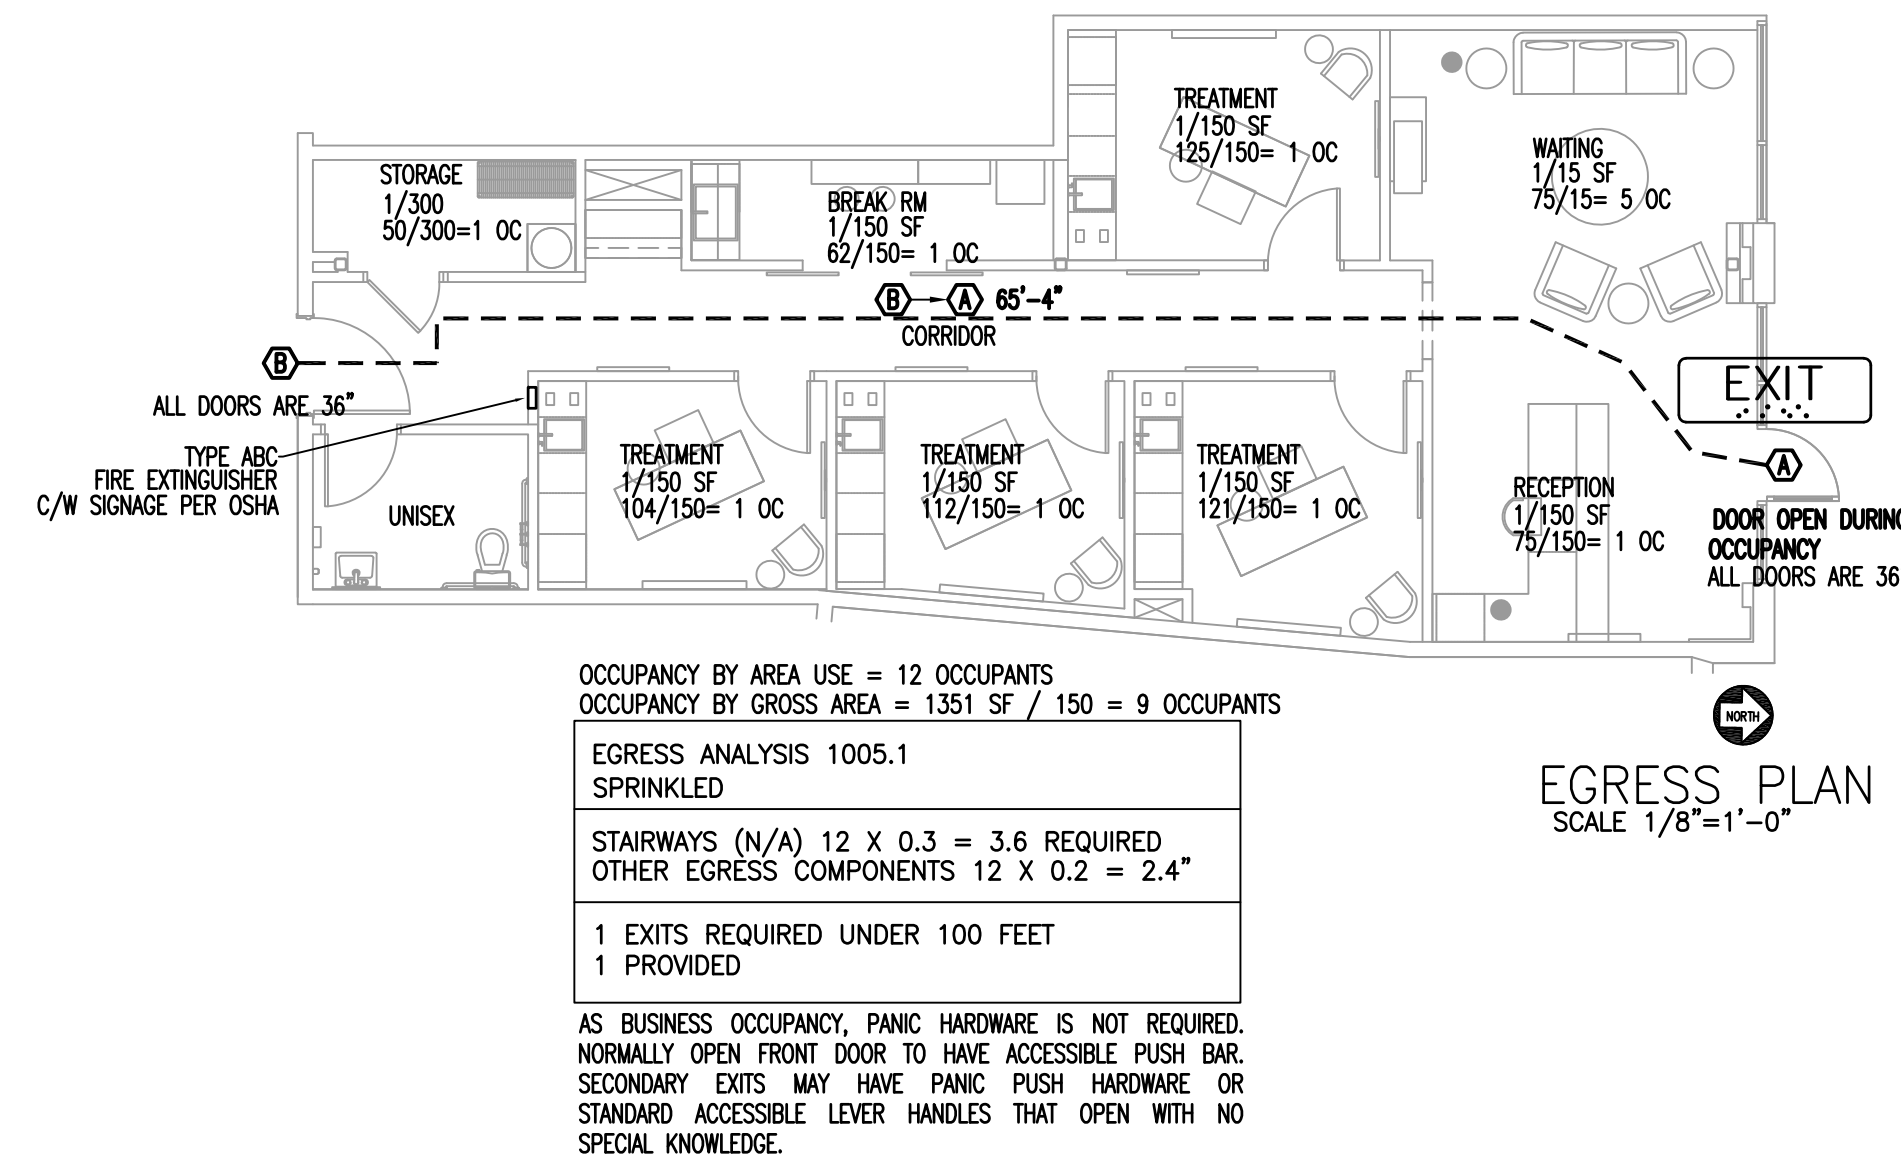 TREATMENT
1/150 SF
125/150= 1 OC
WAITING
1/15 SF
75/15= 5 OC
STORAGE
1/300
50/300=1 OC
BREAK RM
1/150 SF
62/150= 1 OC
B
A
65'-4"
CORRIDOR
B
EXIT
ALL DOORS ARE 36"
TYPE ABC
FIRE EXTINGUISHER
C/W SIGNAGE PER OSHA
UNISEX
TREATMENT
1/150 SF
104/150= 1 OC
TREATMENT
1/150 SF
112/150= 1 OC
TREATMENT
1/150 SF
121/150= 1 OC
RECEPTION
1/150 SF
75/150= 1 OC
A
DOOR OPEN DURING
OCCUPANCY
ALL DOORS ARE 36
OCCUPANCY BY AREA USE = 12 OCCUPANTS
OCCUPANCY BY GROSS AREA = 1351 SF / 150 = 9 OCCUPANTS
EGRESS ANALYSIS 1005.1
SPRINKLED
STAIRWAYS (N/A) 12 X 0.3 = 3.6 REQUIRED
OTHER EGRESS COMPONENTS 12 X 0.2 = 2.4"
1 EXITS REQUIRED UNDER 100 FEET
1 PROVIDED
AS BUSINESS OCCUPANCY, PANIC HARDWARE IS NOT REQUIRED.
NORMALLY OPEN FRONT DOOR TO HAVE ACCESSIBLE PUSH BAR.
SECONDARY EXITS MAY HAVE PANIC PUSH HARDWARE OR
STANDARD ACCESSIBLE LEVER HANDLES THAT OPEN WITH NO
SPECIAL KNOWLEDGE.
NORTH
EGRESS PLAN
SCALE 1/8"=1'-0"